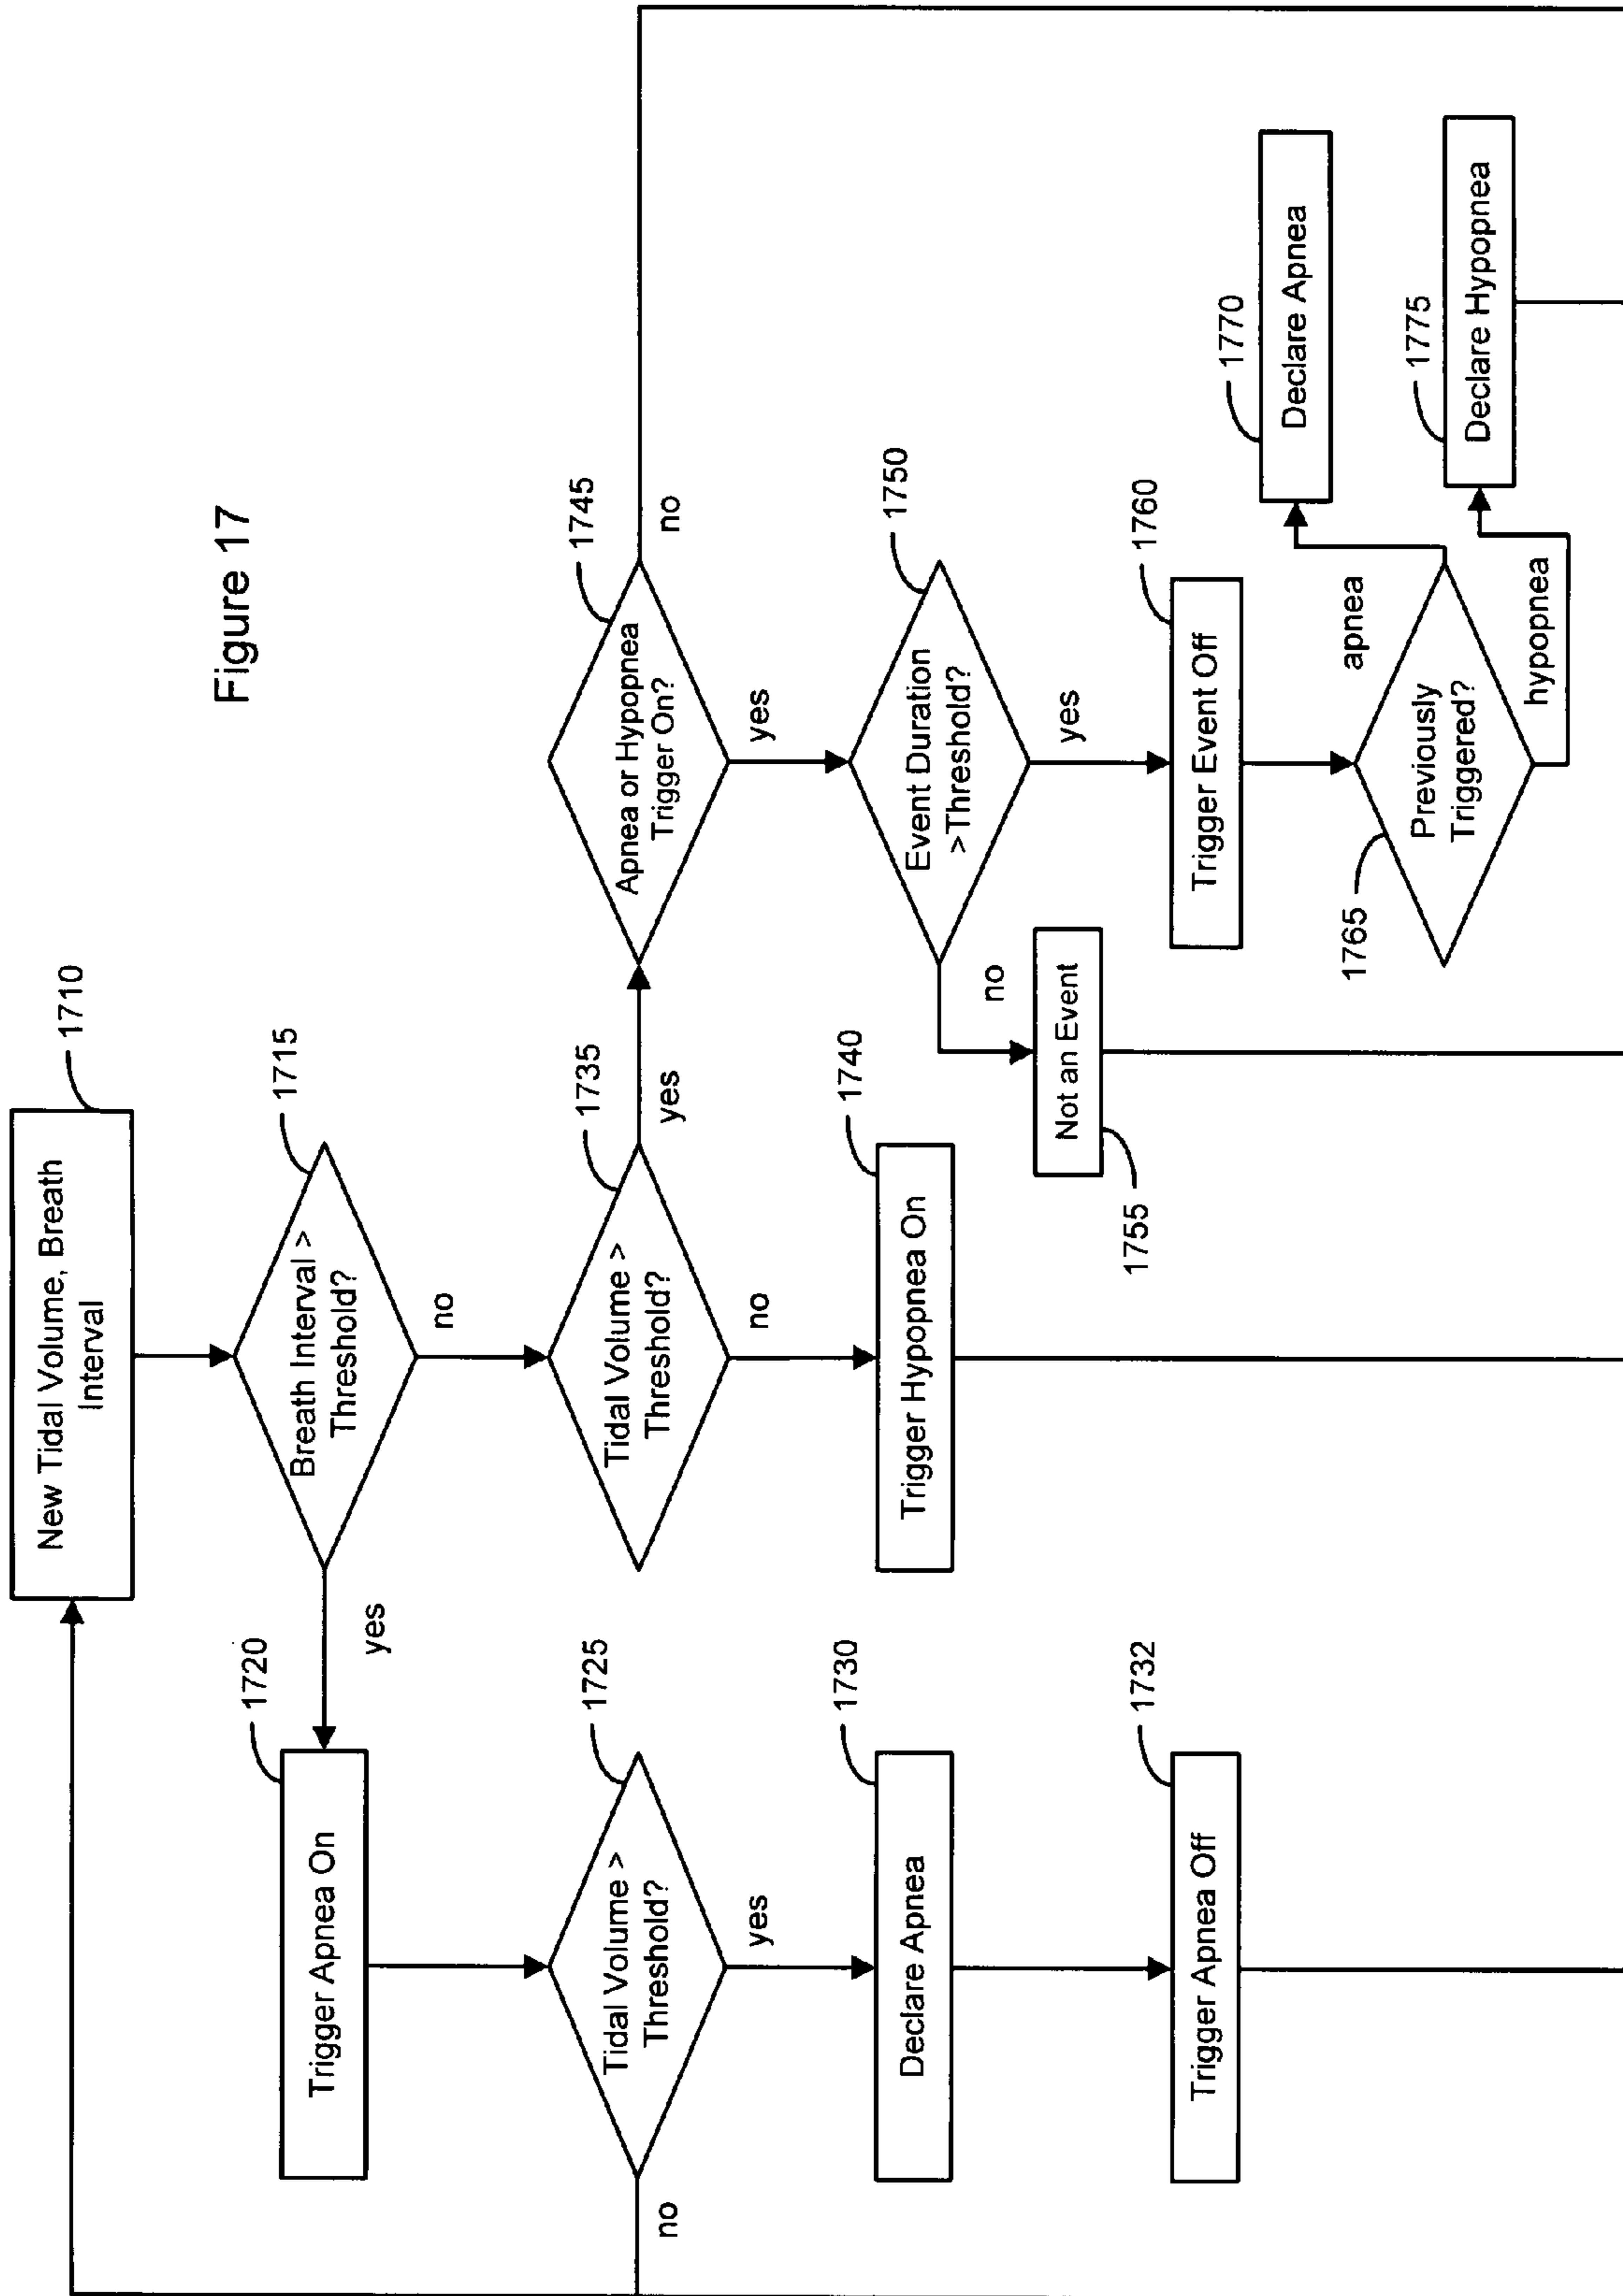 Figure 17
New Tidal Volume, Breath
Interval
1710
Breath Interval >
Threshold?
1715
yes
no
Trigger Apnea On
1720
Tidal Volume >
Threshold?
1725
no
yes
Declare Apnea
1730
Trigger Apnea Off
1732
Tidal Volume >
Threshold?
1735
yes
no
Trigger Hypopnea On
1740
Apnea or Hypopnea
Trigger On?
1745
no
yes
Event Duration
>Threshold?
1750
no
yes
Not an Event
1755
Trigger Event Off
1760
Previously
Triggered?
1765
apnea
hypopnea
Declare Apnea
1770
Declare Hypopnea
1775